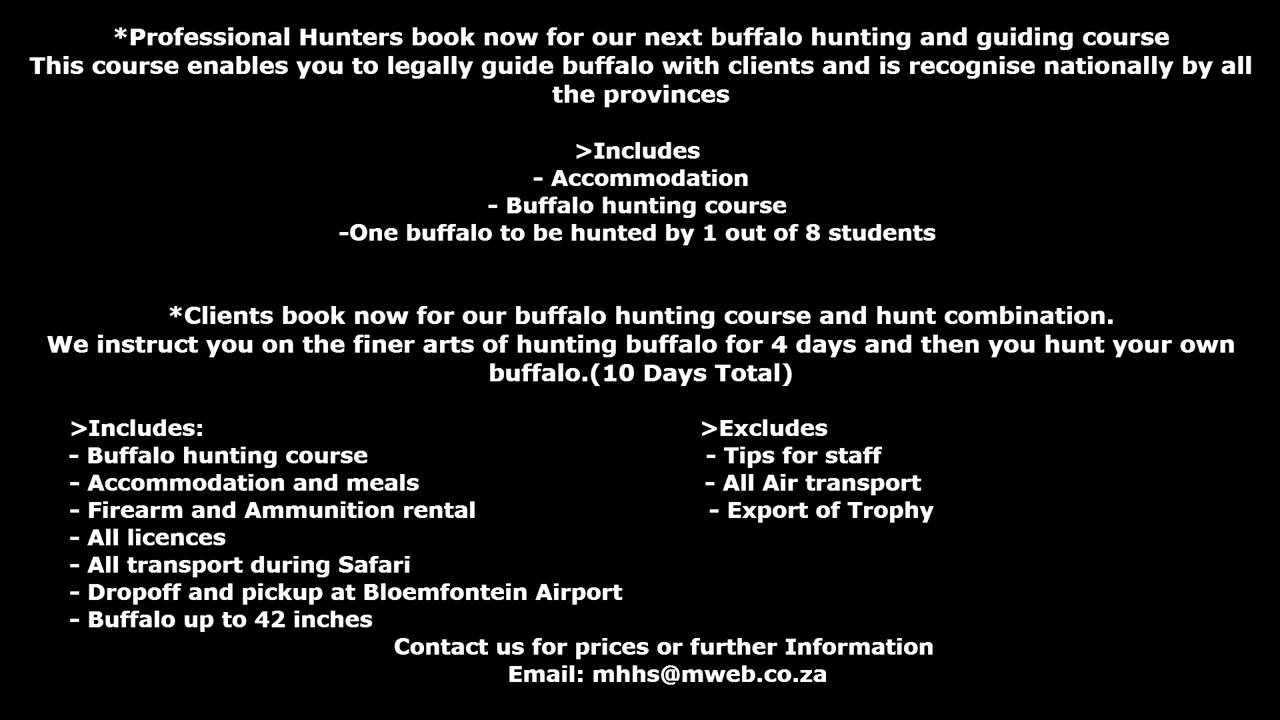 *Professional Hunters book now for our next buffalo hunting and guiding course
This course enables you to legally guide buffalo with clients and is recognise nationally by all
the provinces
>Includes
- Accommodation
- Buffalo hunting course
-One buffalo to be hunted by 1 out of 8 students
*Clients book now for our buffalo hunting course and hunt combination.
We instruct you on the finer arts of hunting buffalo for 4 days and then you hunt your own
buffalo.(10 Days Total)
>Includes:
- Buffalo hunting course
- Accommodation and meals
- Firearm and Ammunition rental
- All licences
- All transport during Safari
- Dropoff and pickup at Bloemfontein Airport
- Buffalo up to 42 inches
>Excludes
- Tips for staff
- All Air transport
- Export of Trophy
Contact us for prices or further Information
Email: mhhs@mweb.co.za